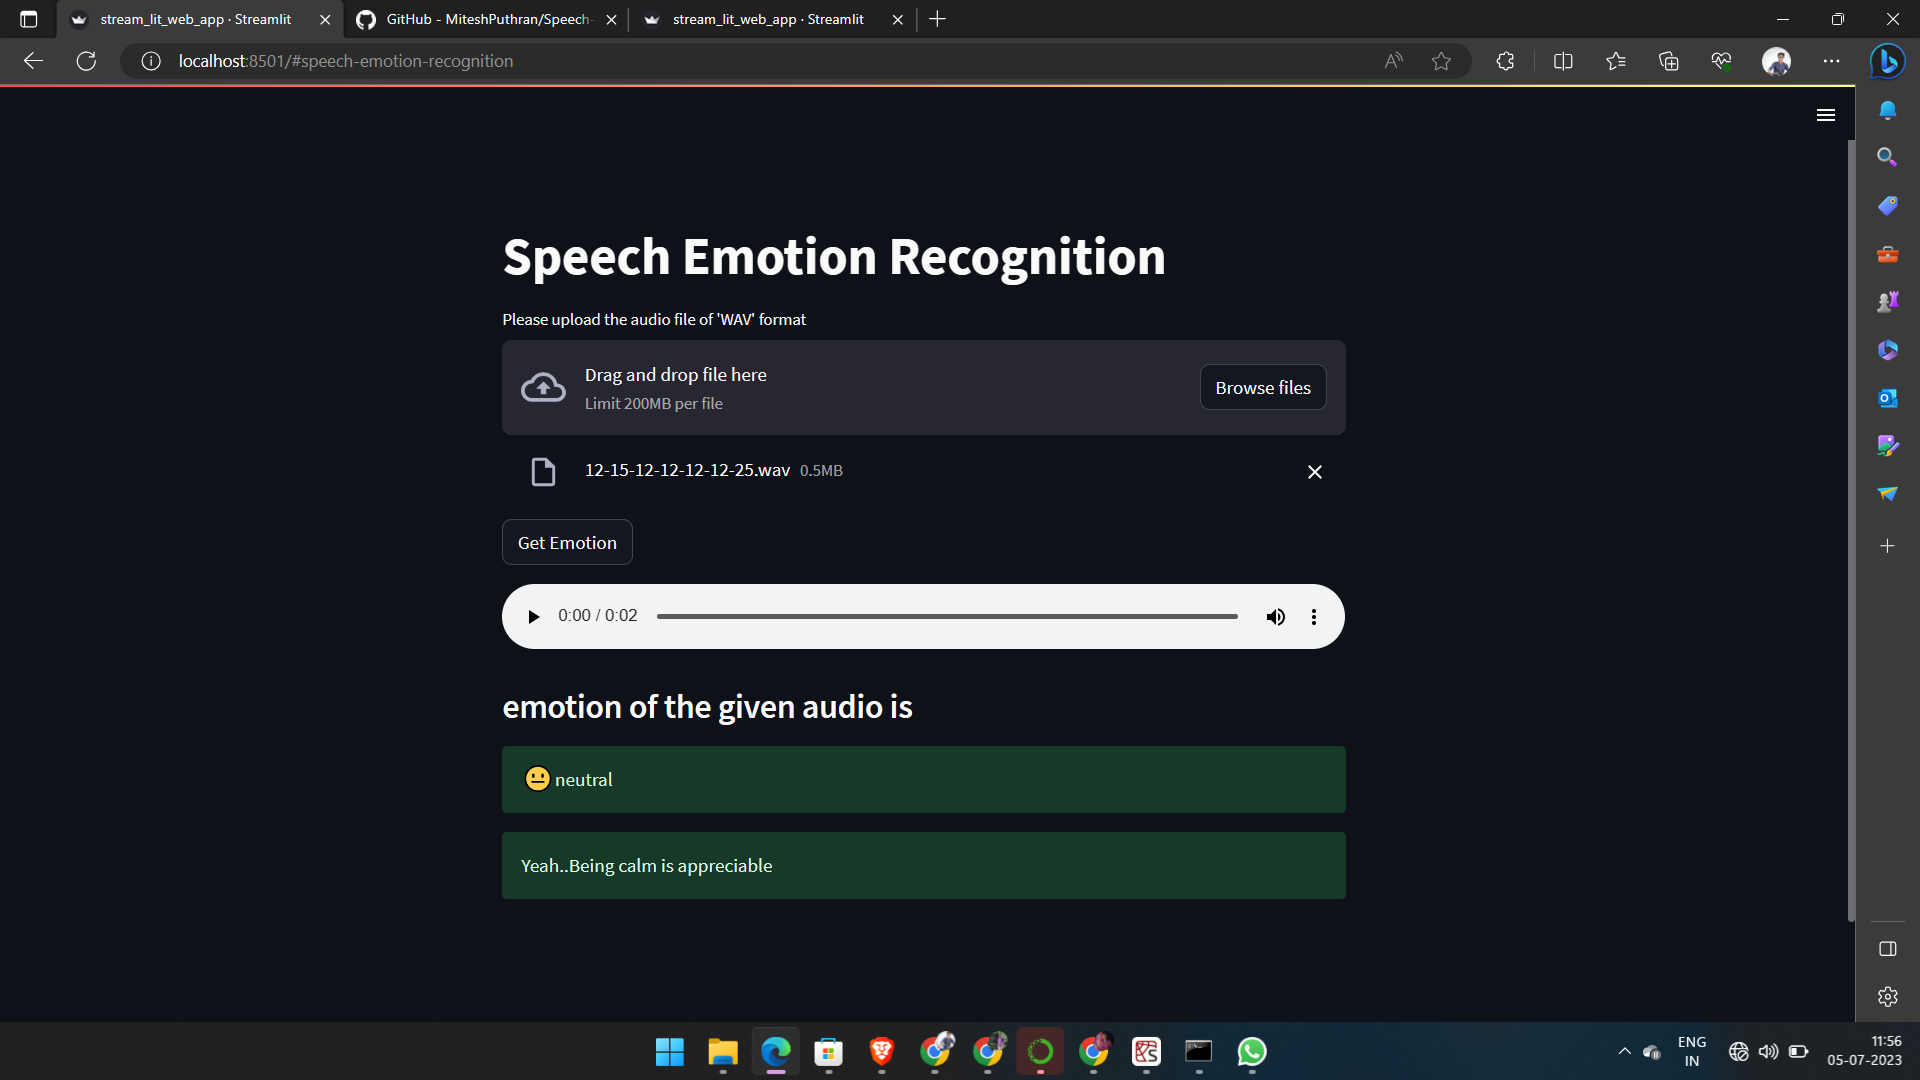 stream_lit_web_app · Streamlit
GitHub - MiteshPuthran/Speech-
stream_lit_web_app · Streamlit
localhost:8501/#speech-emotion-recognition
Speech Emotion Recognition
Please upload the audio file of 'WAV' format
Drag and drop file here
Limit 200MB per file
Browse files
12-15-12-12-12-12-25.wav 0.5MB
Get Emotion
0:00 / 0:02
emotion of the given audio is
😐 neutral
Yeah..Being calm is appreciable
ENG
IN
11:56
05-07-2023